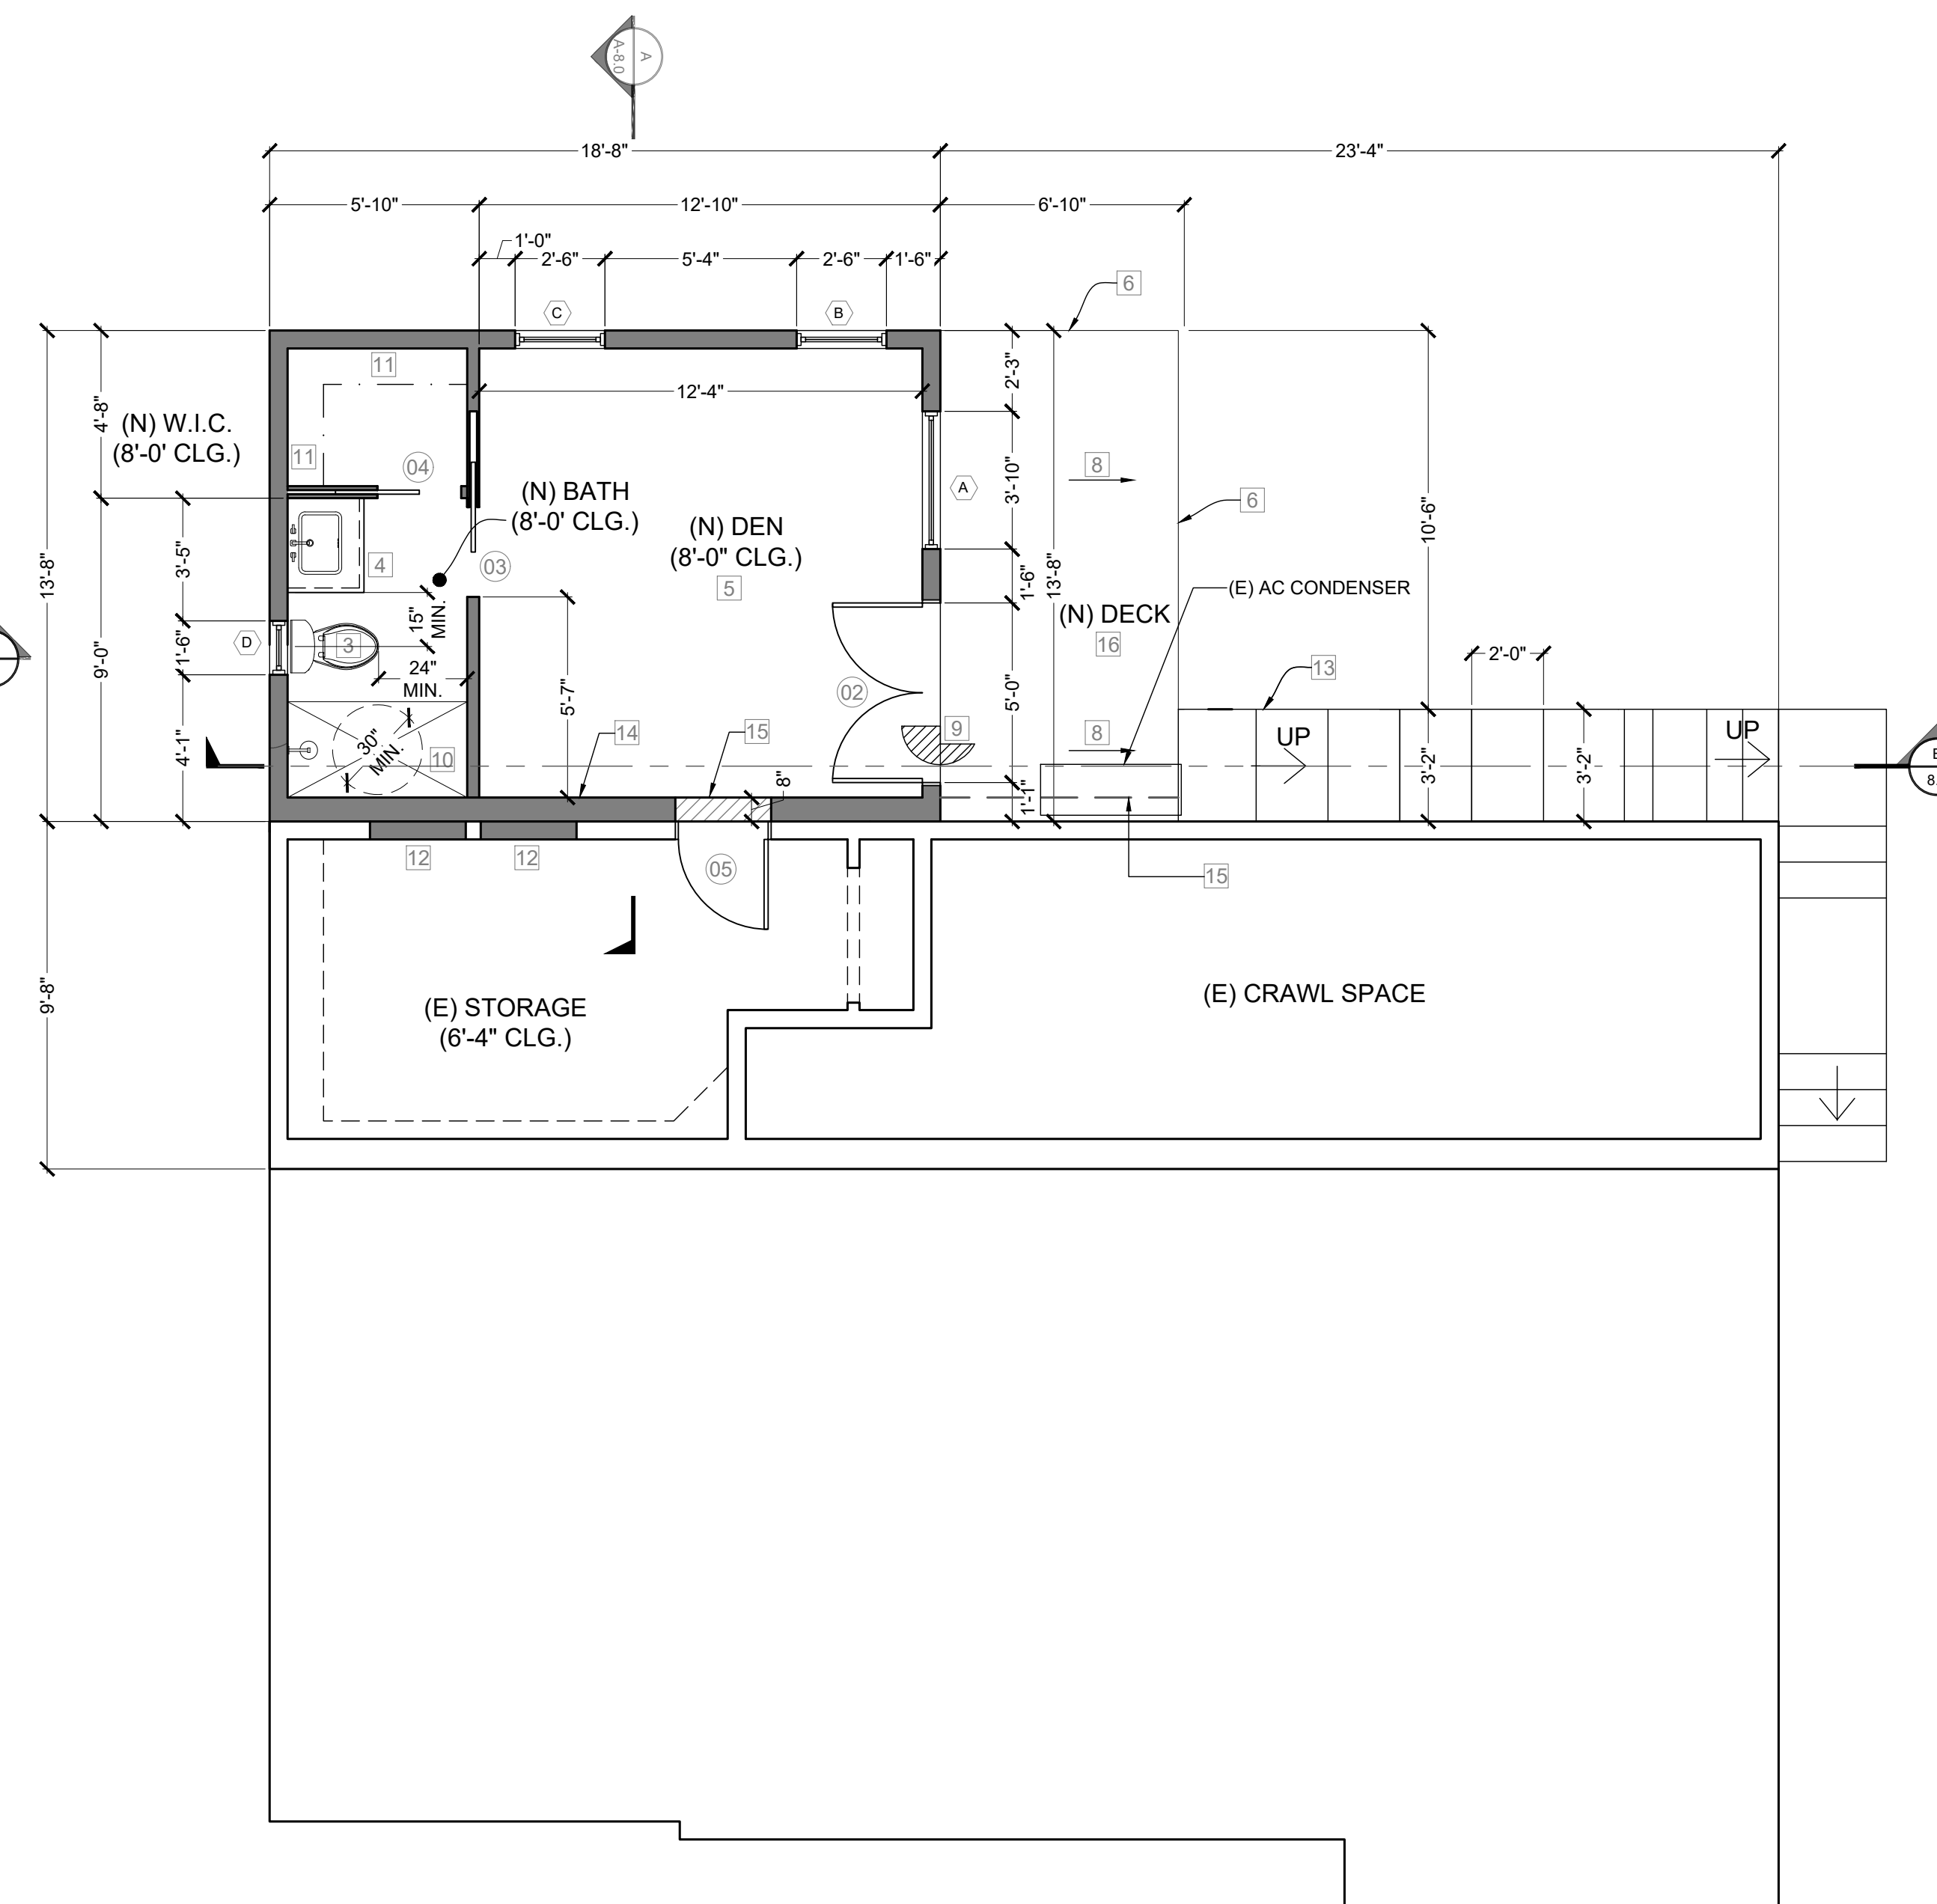 A
A-8.0
18'-8"
23'-4"
5'-10"
12'-10"
6'-10"
1'-0"
2'-6"
5'-4"
2'-6"
1'-6"
6
C
B
11
12'-4"
2'-3"
4'-8"
(N) W.I.C.
(8'-0' CLG.)
11
04
(N) BATH
(8'-0' CLG.)
(N) DEN
(8'-0" CLG.)
5
A
3'-10"
8
6
10'-6"
13'-8"
3'-5"
4
03
1'-6"
13'-8"
(E) AC CONDENSER
(N) DECK
16
15"
MIN.
D
1'-6"
9'-0"
3
24"
MIN.
5'-7"
02
5'-0"
13
2'-0"
4'-1"
30"
MIN.
10
14
15
8"
9
8
UP
UP
3'-2"
3'-2"
1'-1"
E
8.
12
12
05
15
9'-8"
(E) STORAGE
(6'-4" CLG.)
(E) CRAWL SPACE